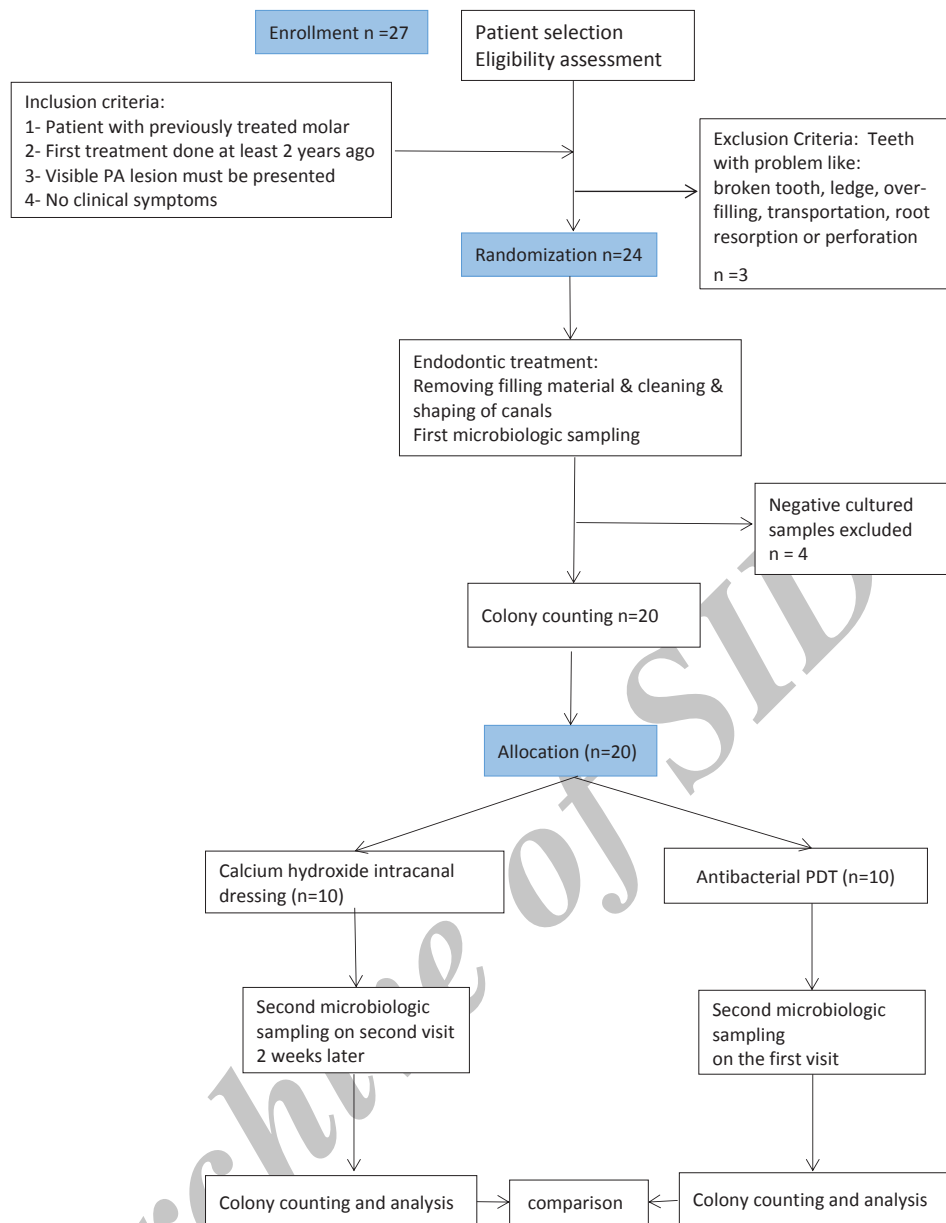 Enrollment n =27
Patient selection
Eligibility assessment
Inclusion criteria:
1- Patient with previously treated molar
2- First treatment done at least 2 years ago
3- Visible PA lesion must be presented
4- No clinical symptoms
Exclusion Criteria:  Teeth
with problem like:
broken tooth, ledge, over-
filling, transportation, root
resorption or perforation
n =3
Randomization n=24
Endodontic treatment:
Removing filling material & cleaning &
shaping of canals
First microbiologic sampling
Negative cultured
samples excluded
n = 4
Colony counting n=20
Allocation (n=20)
Calcium hydroxide intracanal
dressing (n=10)
Antibacterial PDT (n=10)
Second microbiologic
sampling on second visit
2 weeks later
Second microbiologic
sampling
on the first visit
Colony counting and analysis
comparison
Colony counting and analysis
rchive of SID